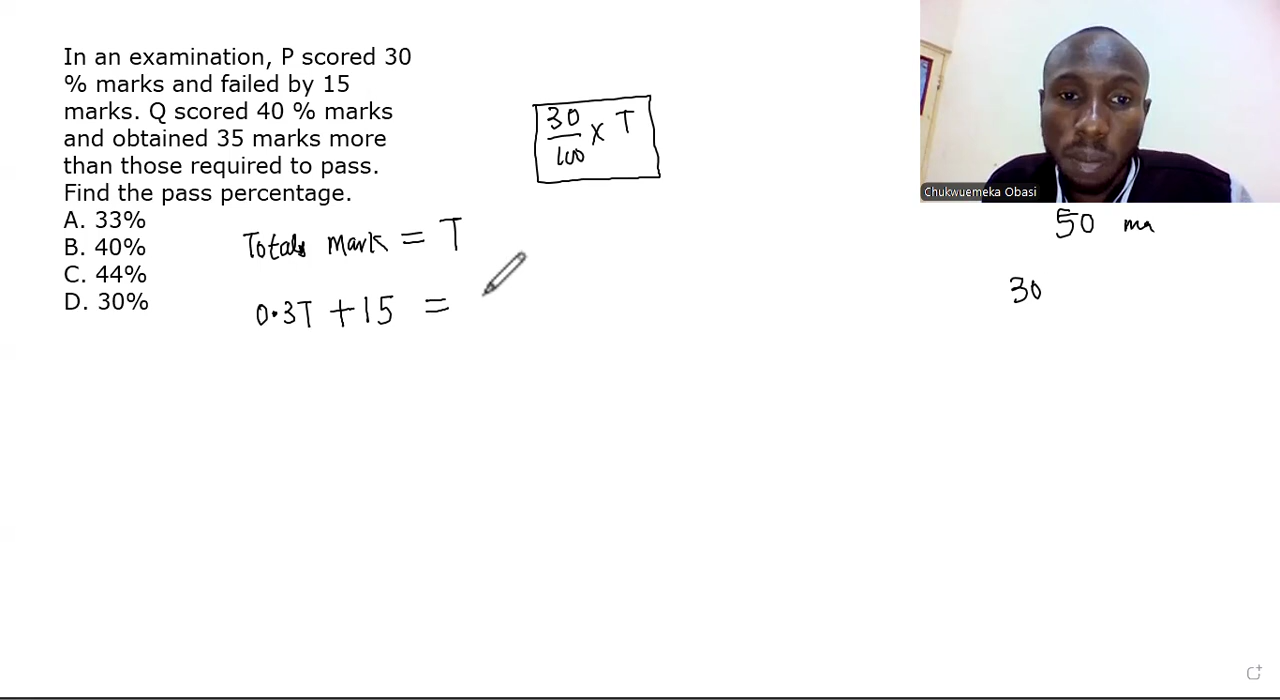 In an examination, P scored 30
% marks and failed by 15
marks. Q scored 40 % marks
and obtained 35 marks more
than those required to pass.
Find the pass percentage.
A. 33%
B. 40%
C. 44%
D. 30%
30
100 x T
Totals mark = T
0.3T + 15 =
Chukwuemeka Obasi
50 ma
30